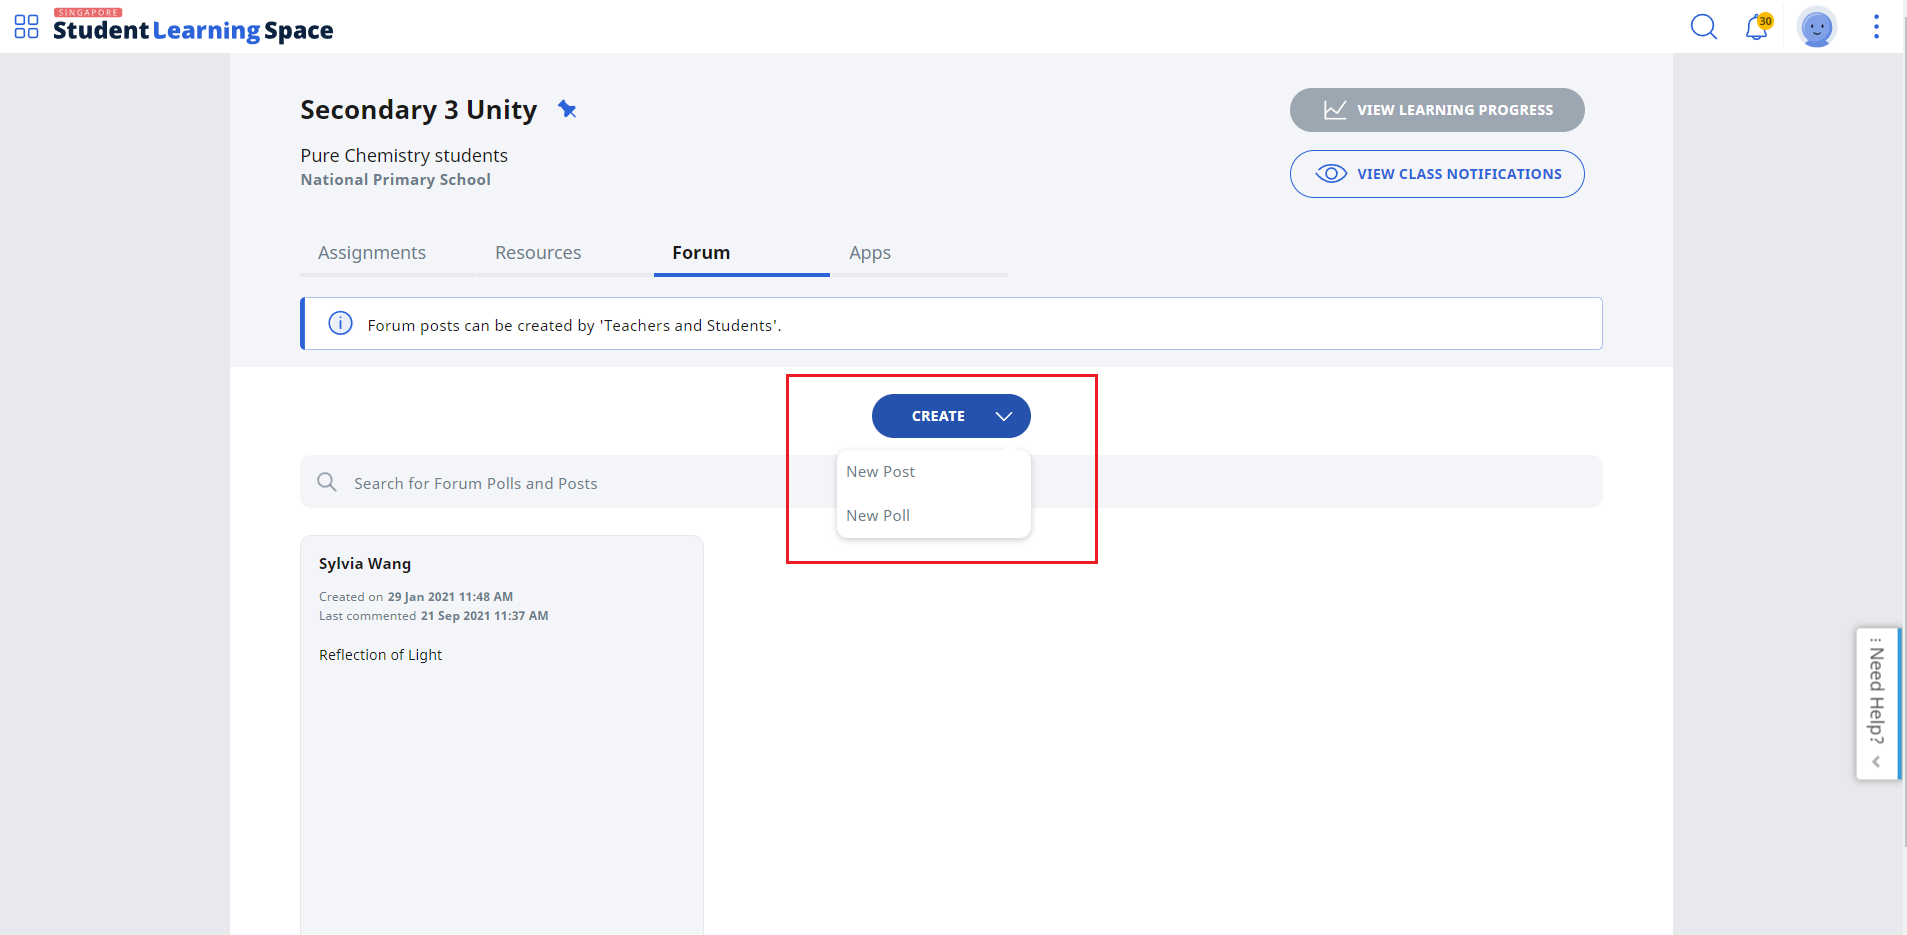 SINGAPORE
Student Learning Space
30
Secondary 3 Unity
VIEW LEARNING PROGRESS
Pure Chemistry students
National Primary School
VIEW CLASS NOTIFICATIONS
Assignments Resources Forum Apps
Forum posts can be created by 'Teachers and Students'.
CREATE
New Post
New Poll
Search for Forum Polls and Posts
Sylvia Wang
Created on 29 Jan 2021 11:48 AM
Last commented 21 Sep 2021 11:37 AM
Reflection of Light
Need Help?